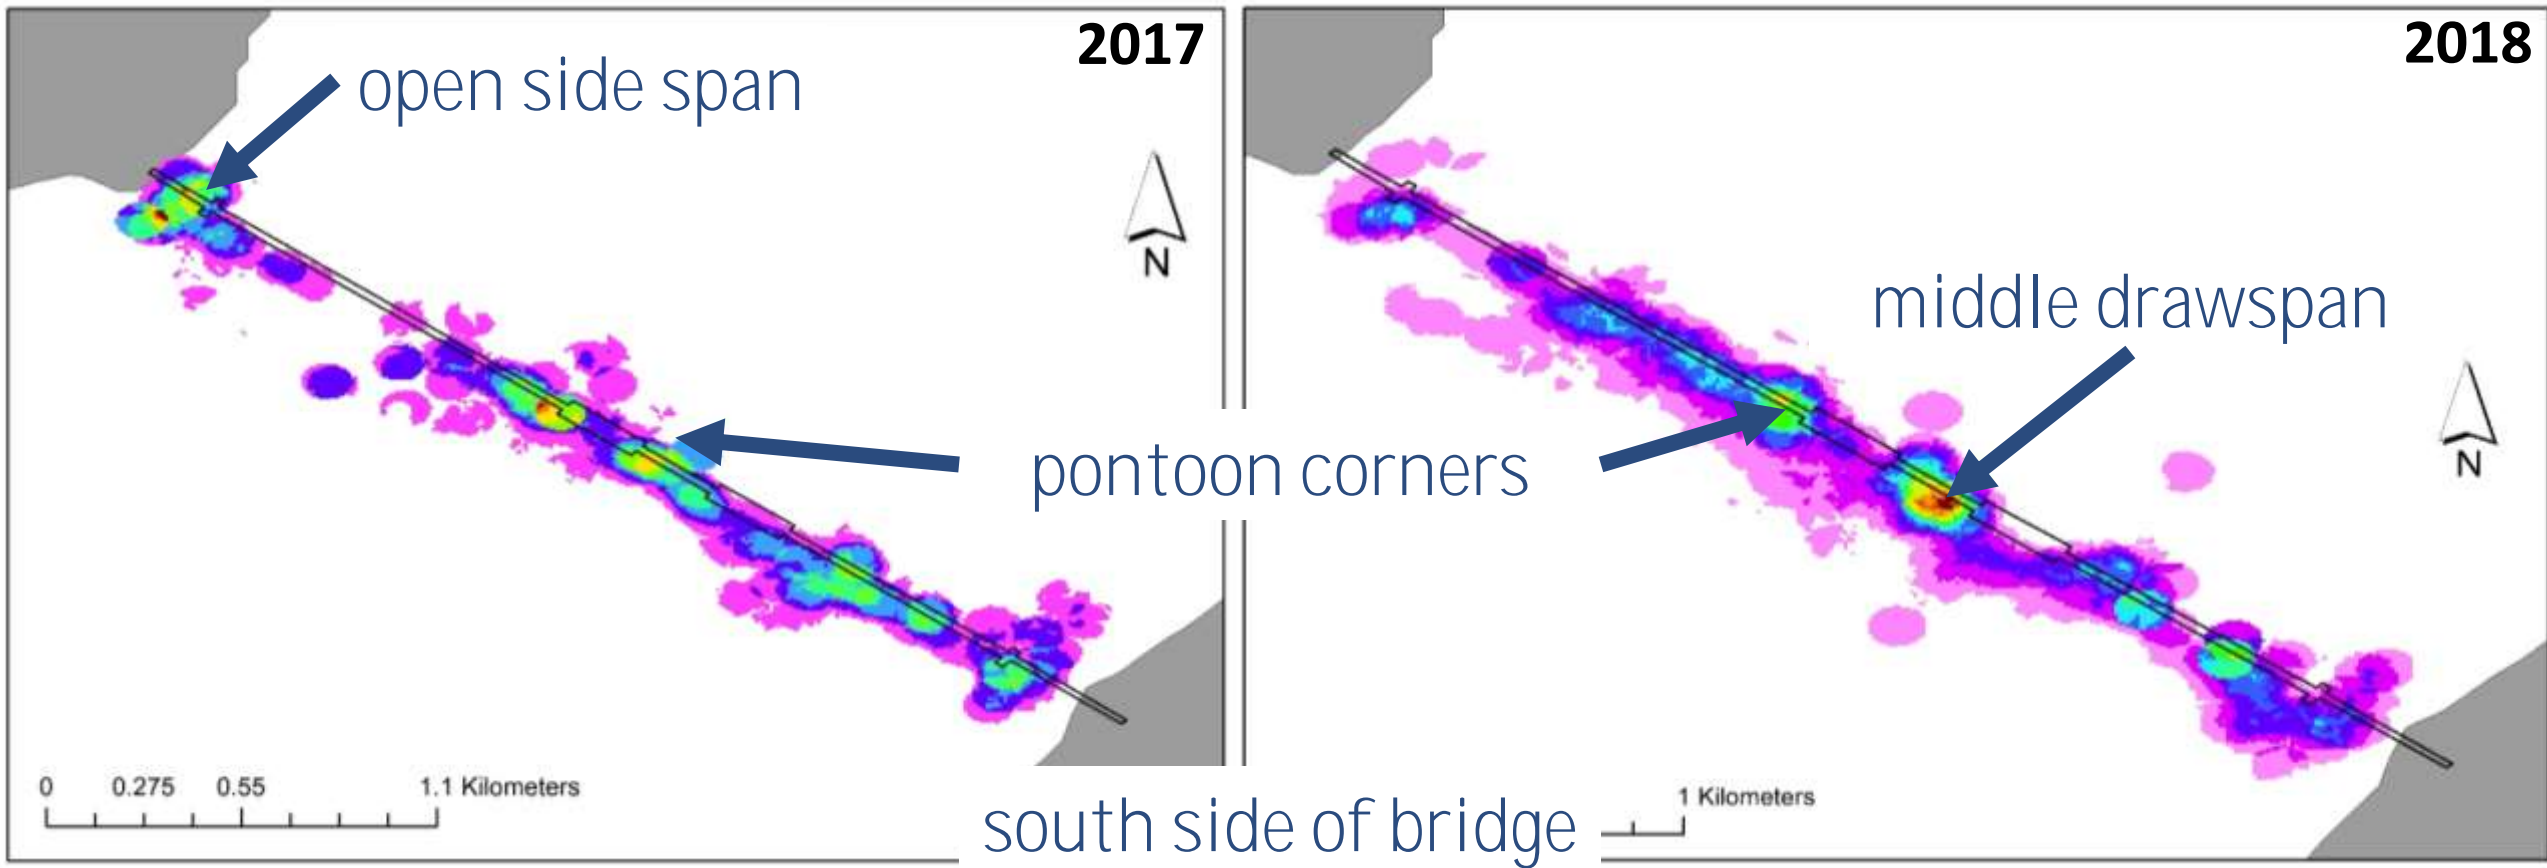 2017
2018
open side span
N
middle drawspan
N
pontoon corners
0 0.275 0.55 1.1 Kilometers
1 Kilometers
south side of bridge